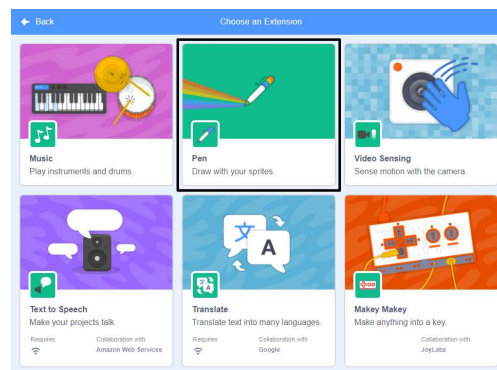 Back
Choose an Extension
Music
Play instruments and drums.
Pen
Draw with your sprites.
Video Sensing
Sense motion with the camera.
文
A
Text to Speech
Make your projects talk.
Requires
Collaboration with
Amazon Web Services
Translate
Translate text into many languages.
Requires
Collaboration with
Google
Makey Makey
Make anything into a key.
Collaboration with
JoyLabz